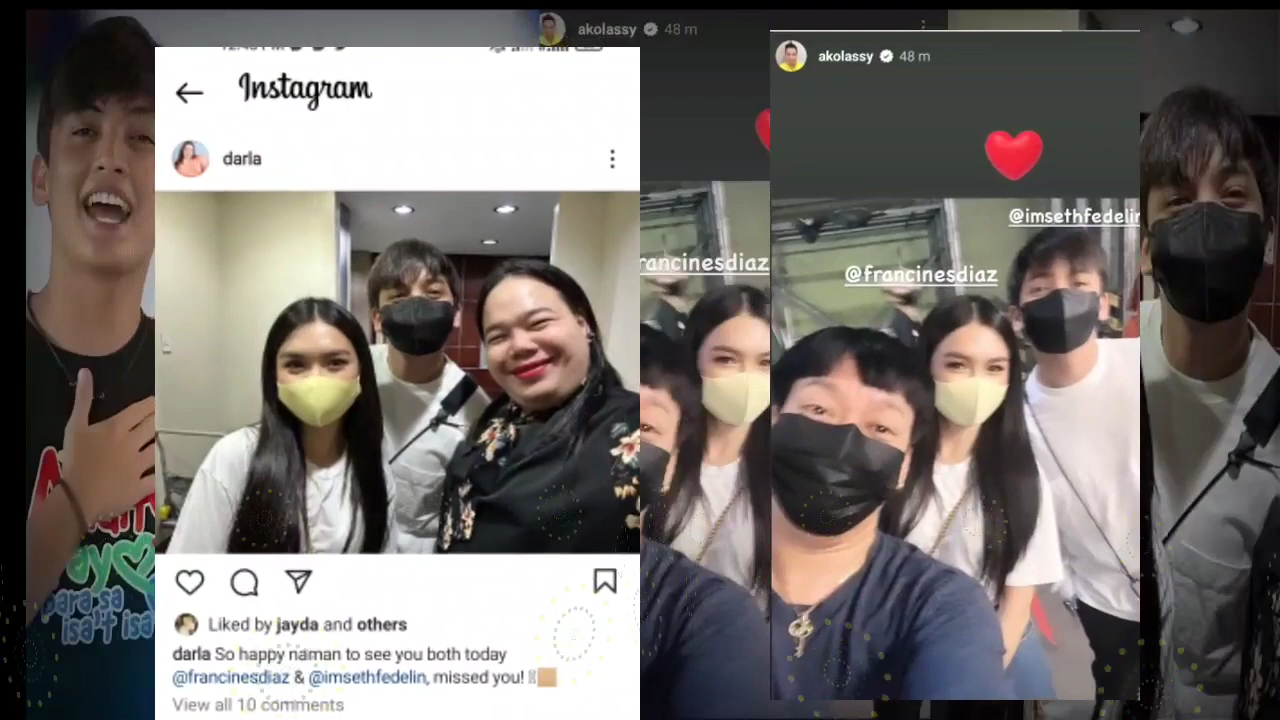 akolassy 48 m
Instagram
darla
Liked by jayda and others
darla So happy naman to see you both today
@francinesdiaz & @imsethfedelin, missed you!
View all 10 comments
rancinesdiaz
akolassy 48 m
@imsethfedelin
@francinesdiaz
para sa
isa't isa